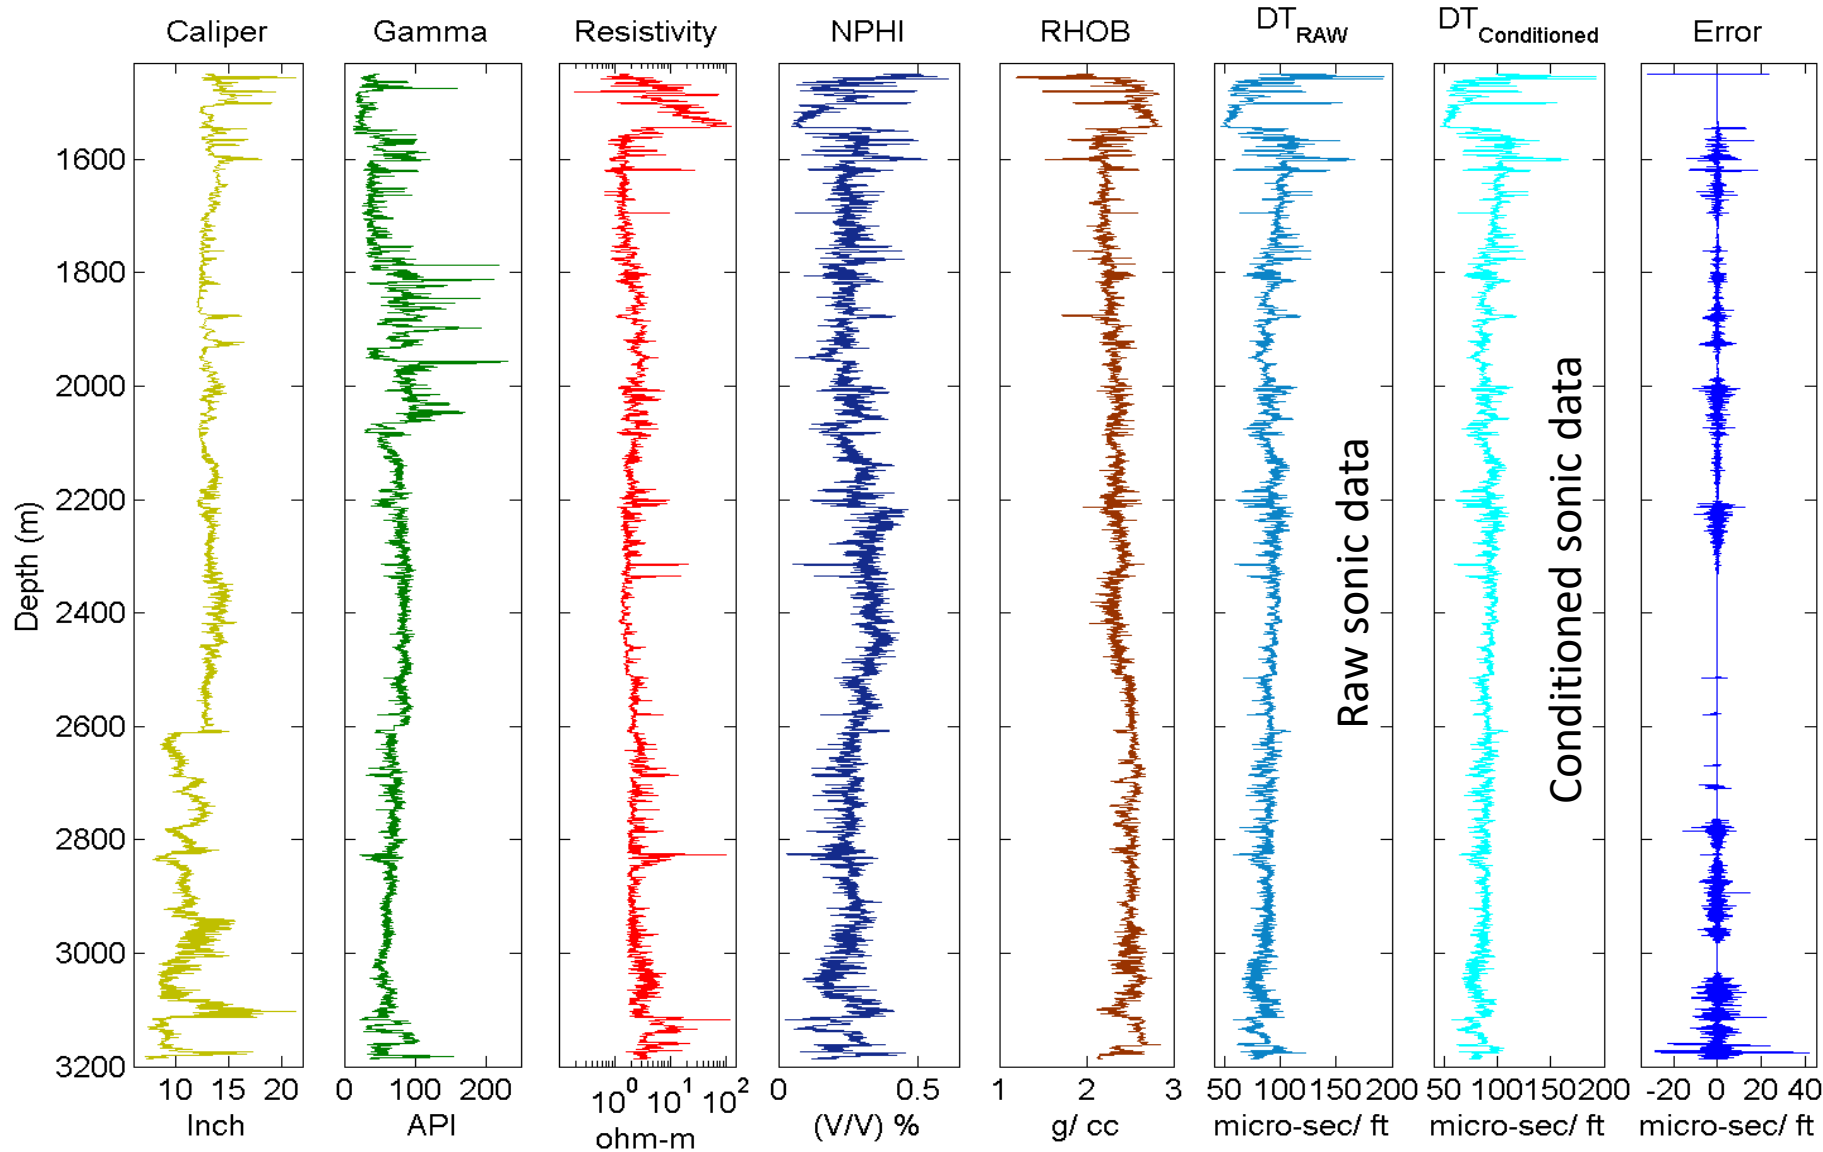 Caliper
Gamma
Resistivity
NPHI
RHOB
DT RAW
DT Conditioned
Error
Depth (m)
1600
1800
2000
2200
2400
2600
2800
3000
3200
Raw sonic data
Conditioned sonic data
10 15 20
0 100 200
10^0 10^1 10^2
0 0.5
1 2 3
50 100 150 200
50 100 150 200
-20 0 20 40
Inch
API
ohm-m
(V/V) %
g/ cc
micro-sec/ ft
micro-sec/ ft
micro-sec/ ft